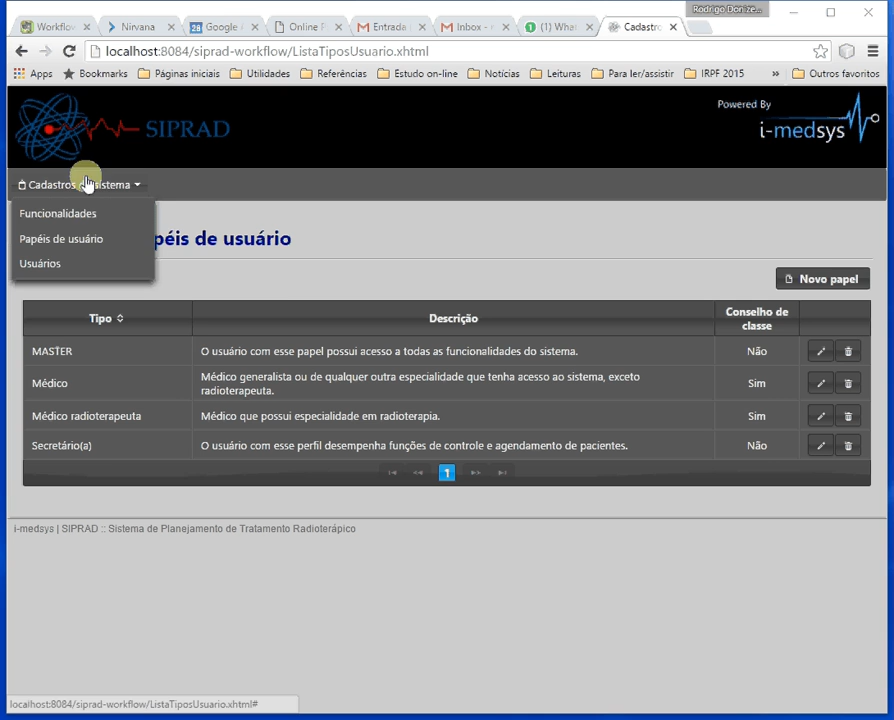 Rodrigo Donize...
Workflow
Nirvana
Google
Online P
Entrada
Inbox - r
(1) What
Cadastro
localhost:8084/siprad-workflow/ListaTiposUsuario.xhtml
Apps
Bookmarks
Páginas iniciais
Utilidades
Referências
Estudo on-line
Notícias
Leituras
Para ler/assistir
IRPF 2015
»
Outros favoritos
SIPRAD
Powered By
i-medsys
Cadastros sistema
Funcionalidades
Papéis de usuário
Usuários
péis de usuário
Novo papel
Tipo
Descrição
Conselho de
classe
MASTER
O usuário com esse papel possui acesso a todas as funcionalidades do sistema.
Não
Médico
Médico generalista ou de qualquer outra especialidade que tenha acesso ao sistema, exceto
radioterapeuta.
Sim
Médico radioterapeuta
Médico que possui especialidade em radioterapia.
Sim
Secretário(a)
O usuário com esse perfil desempenha funções de controle e agendamento de pacientes.
Não
1
i-medsys | SIPRAD :: Sistema de Planejamento de Tratamento Radioterápico
localhost:8084/siprad-workflow/ListaTiposUsuario.xhtml#